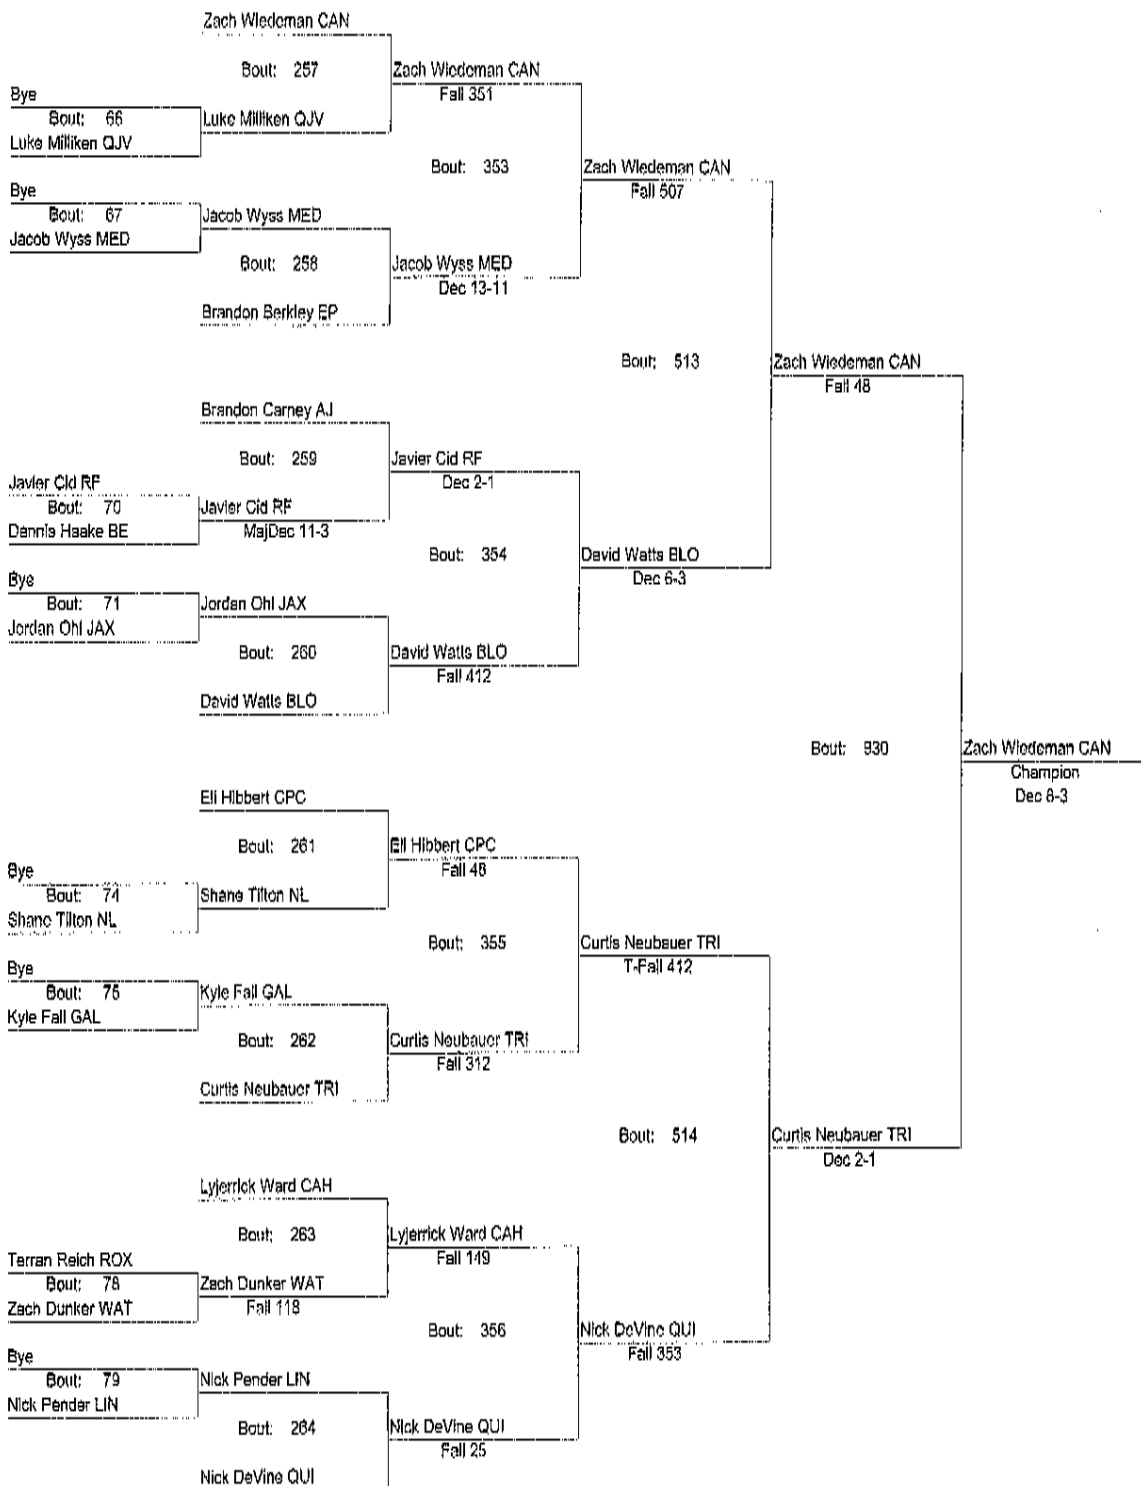 Zach Wiedeman CAN
Bout: 257
Zach Wiedeman CAN
Fall 351
Bye
Bout: 66
Luke Milliken QJV
Luke Milliken QJV
Bout: 353
Zach Wiedeman CAN
Fall 507
Bye
Bout: 67
Jacob Wyss MED
Jacob Wyss MED
Bout: 258
Jacob Wyss MED
Dec 13-11
Brandon Berkley EP
Bout: 513
Zach Wiedeman CAN
Fall 48
Brandon Carney AJ
Bout: 259
Javier Cid RF
Dec 2-1
Javier Cid RF
Bout: 70
Javier Cid RF
Dennis Haake BE
MajDec 11-3
Bout: 354
David Watts BLO
Dec 6-3
Bye
Bout: 71
Jordan Ohl JAX
Jordan Ohl JAX
Bout: 260
David Watts BLO
Fall 412
David Watts BLO
Bout: 930
Zach Wiedeman CAN
Champion
Dec 8-3
Eli Hibbert CPC
Bout: 261
Eli Hibbert CPC
Fall 48
Bye
Bout: 74
Shane Tilton NL
Shane Tilton NL
Bout: 355
Curtis Neubauer TRI
T-Fall 412
Bye
Bout: 75
Kyle Fall GAL
Kyle Fall GAL
Bout: 262
Curtis Neubauer TRI
Fall 312
Curtis Neubauer TRI
Bout: 514
Curtis Neubauer TRI
Dec 2-1
Lyjerrick Ward CAH
Bout: 263
Lyjerrick Ward CAH
Fall 149
Terran Reich ROX
Bout: 78
Zach Dunker WAT
Zach Dunker WAT
Fall 118
Bout: 356
Nick DeVine QUI
Fall 353
Bye
Bout: 79
Nick Pender LIN
Nick Pender LIN
Bout: 264
Nick DeVine QUI
Fall 25
Nick DeVine QUI